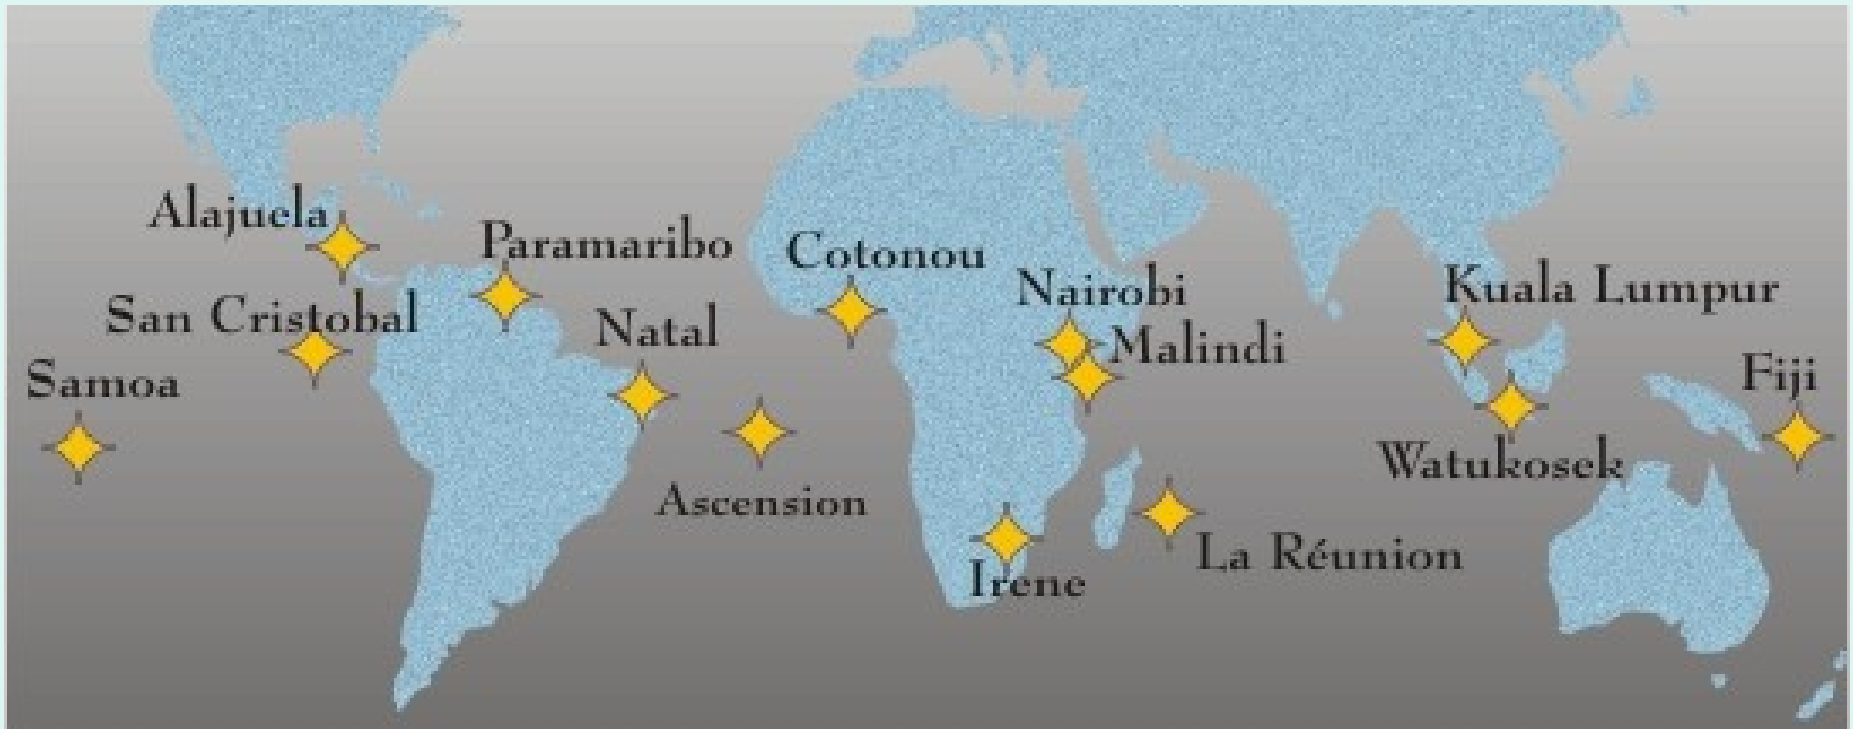 Alajuela
Paramaribo
Cotonou
Nairobi
Kuala Lumpur
San Cristobal
Natal
Malindi
Samoa
Fiji
Watukosek
Ascension
La Réunion
Irene